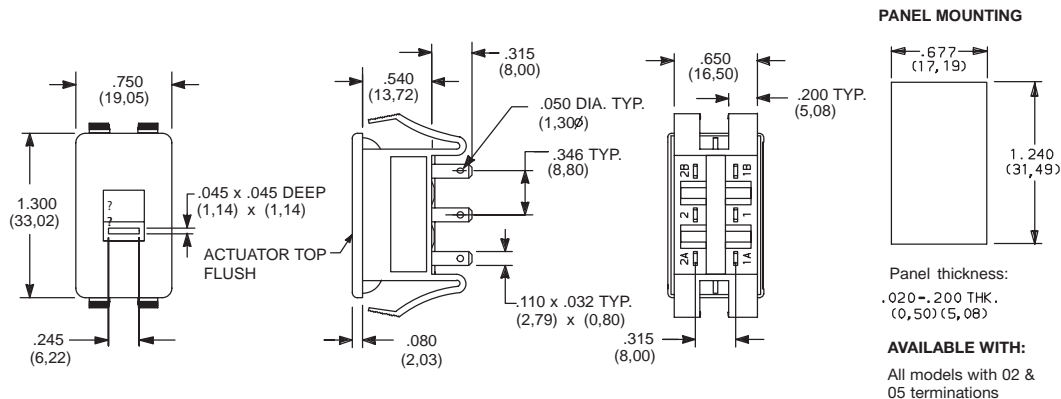 PANEL MOUNTING
.750
(19,05)
1.300
(33,02)
?
?
.045 x .045 DEEP
(1,14) x (1,14)
.245
(6,22)
ACTUATOR TOP
FLUSH
.540
(13,72)
.315
(8,00)
.050 DIA. TYP.
(1,30Ø)
.346 TYP.
(8,80)
.110 x .032 TYP.
(2,79) x (0,80)
.080
(2,03)
.650
(16,50)
.200 TYP.
(5,08)
2B
1B
2
1
2A
1A
.315
(8,00)
.677
(17,19)
1.240
(31,49)
Panel thickness:
.020-.200 THK.
(0,50)(5,08)
AVAILABLE WITH:
All models with 02 &
05 terminations